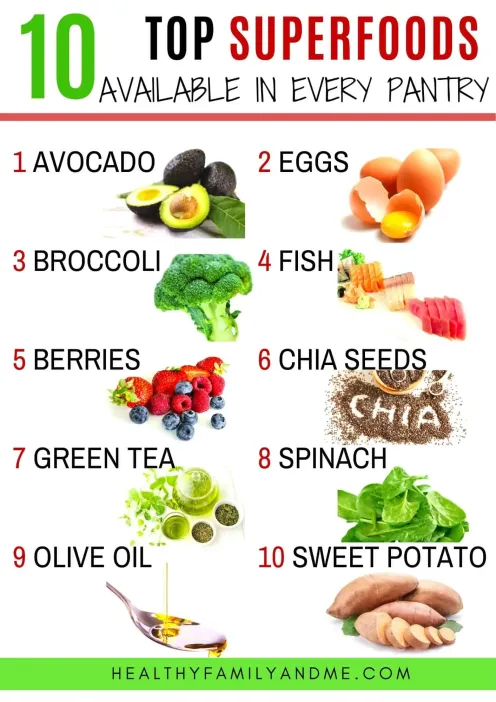 10 TOP SUPERFOODS
AVAILABLE IN EVERY PANTRY
1 AVOCADO
2 EGGS
3 BROCCOLI
4 FISH
5 BERRIES
6 CHIA SEEDS
CHIA
7 GREEN TEA
8 SPINACH
9 OLIVE OIL
10 SWEET POTATO
HEALTHYFAMILYANDME.COM